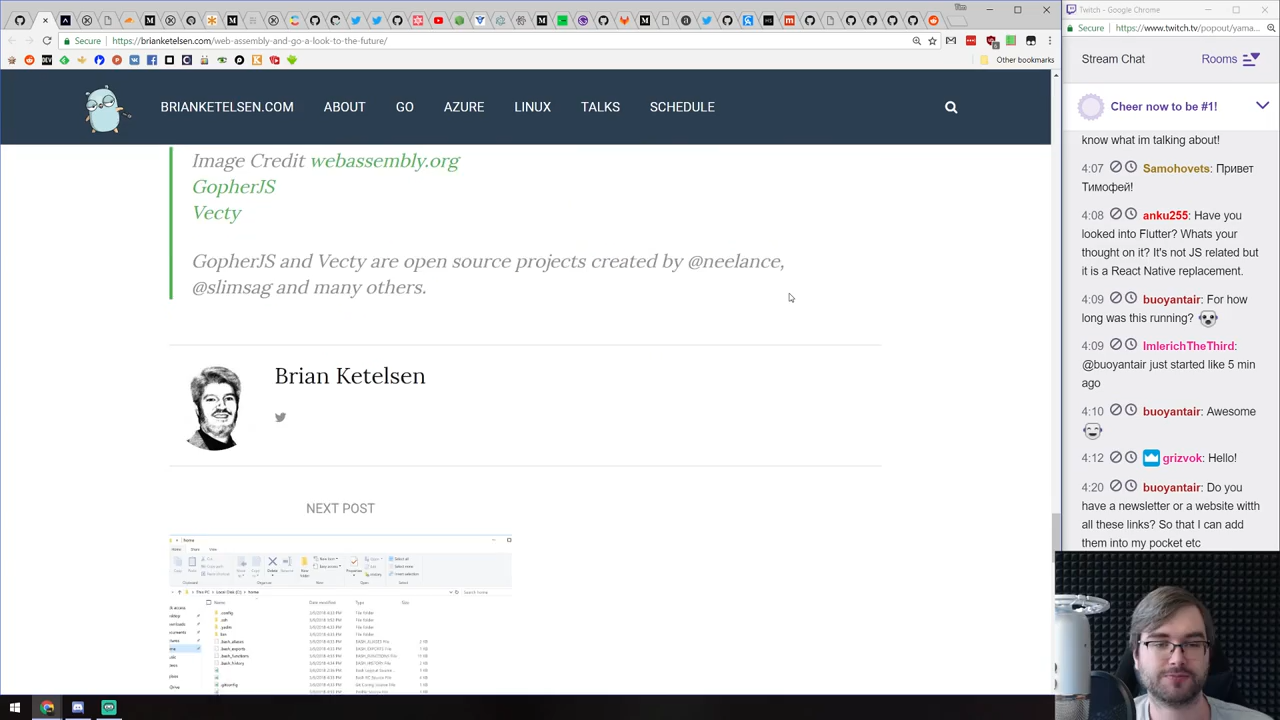 Twitch - Google Chrome
Secure https://brianketelsen.com/web-assembly-and-go-a-look-to-the-future/
Secure https://www.twitch.tv/popout/yama...
Other bookmarks
Stream Chat
Rooms
BRIANKETELSEN.COM ABOUT GO AZURE LINUX TALKS SCHEDULE
Cheer now to be #1!
Image Credit webassembly.org
GopherJS
Vecty
GopherJS and Vecty are open source projects created by @neelance,
@slimsag and many others.
Brian Ketelsen
NEXT POST
know what im talking about!
4:07 Samohovets: Привет
Тимофей!
4:08 anku255: Have you
looked into Flutter? Whats your
thought on it? It's not JS related but
it is a React Native replacement.
4:09 buoyantair: For how
long was this running?
4:09 ImlerichTheThird:
@buoyantair just started like 5 min
ago
4:10 buoyantair: Awesome
4:12 grizvok: Hello!
4:20 buoyantair: Do you
have a newsletter or a website witth
all these links? So that I can add
them into my pocket etc